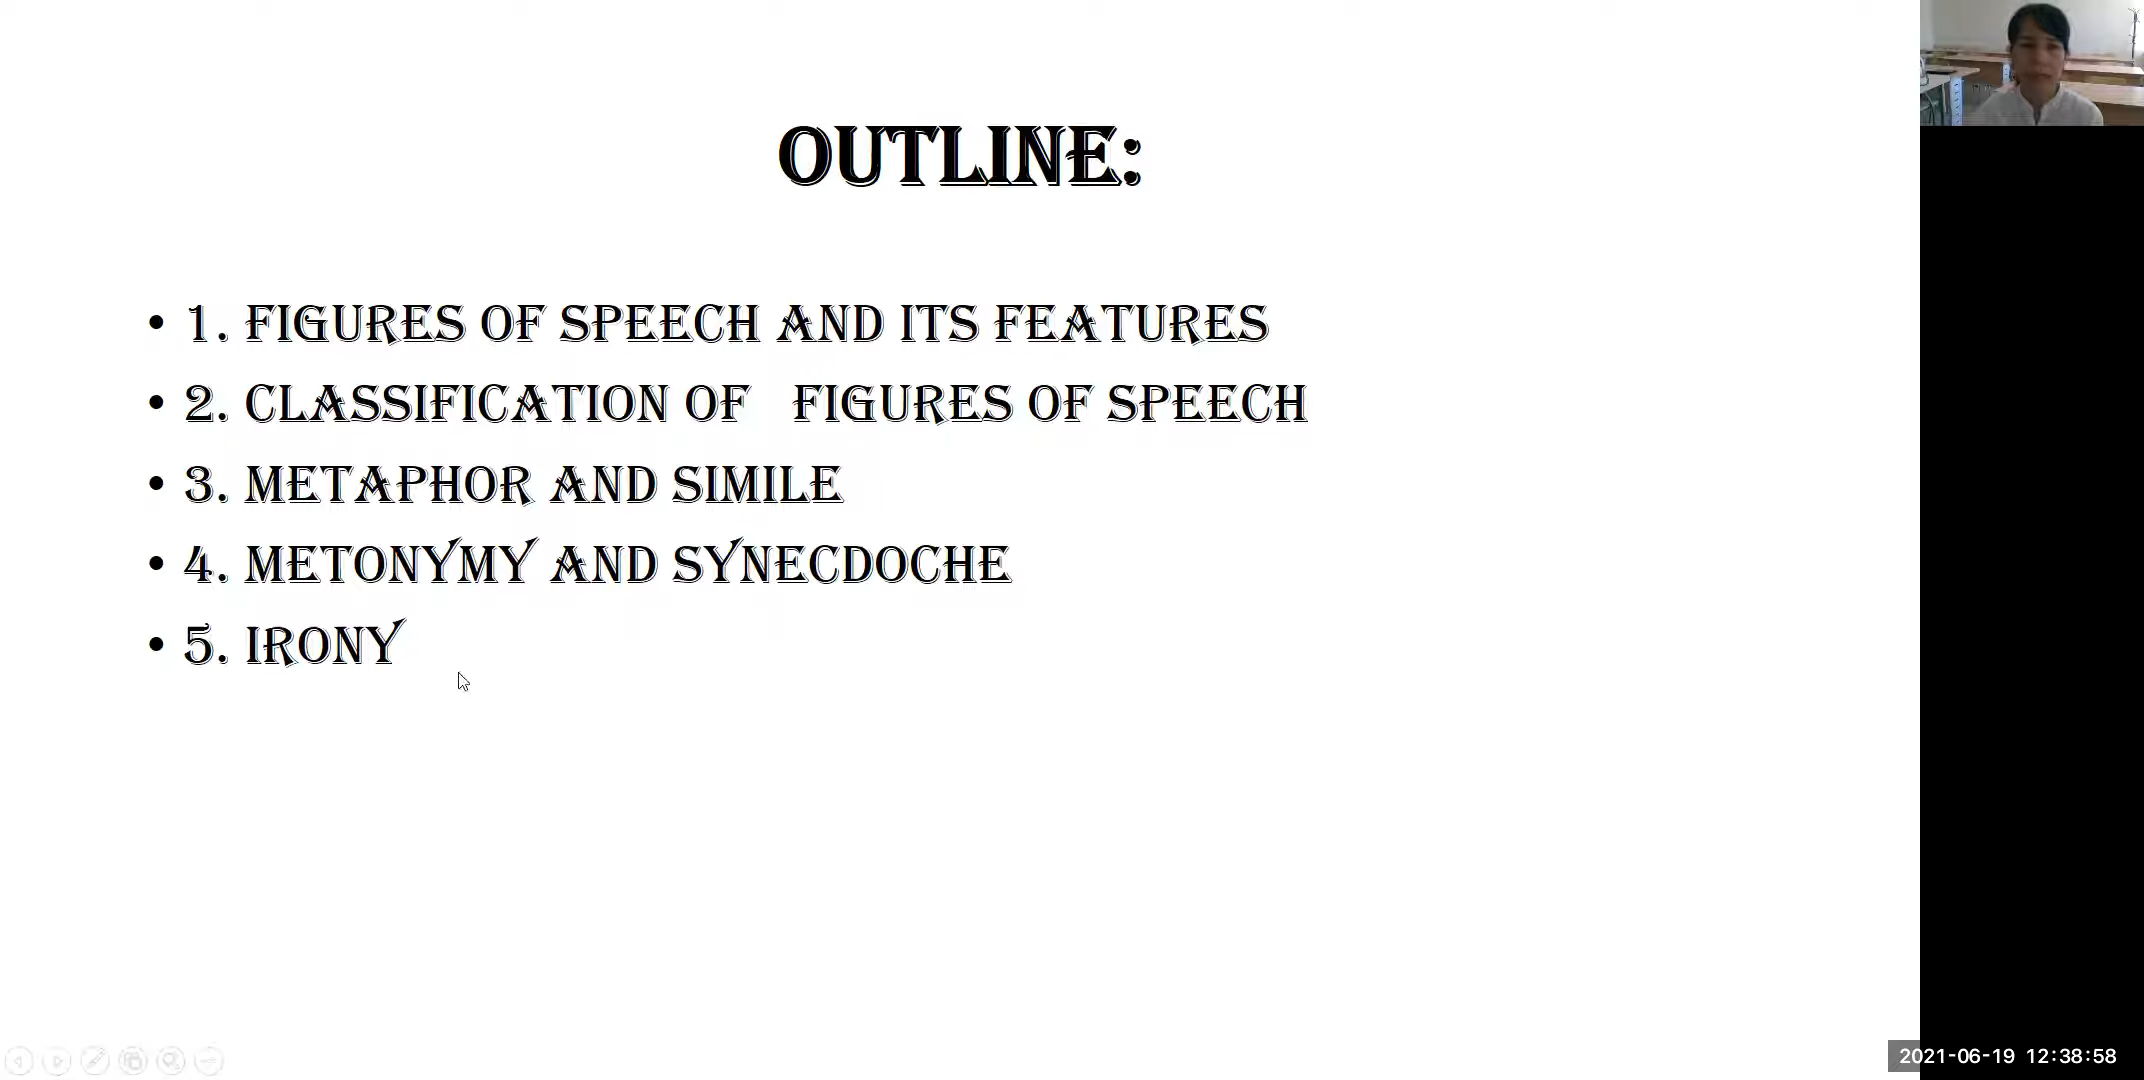 OUTLINE:
• 1. FIGURES OF SPEECH AND ITS FEATURES
• 2. CLASSIFICATION OF FIGURES OF SPEECH
• 3. METAPHOR AND SIMILE
• 4. METONYMY AND SYNECDOCHE
• 5. IRONY
2021-06-19 12:38:58